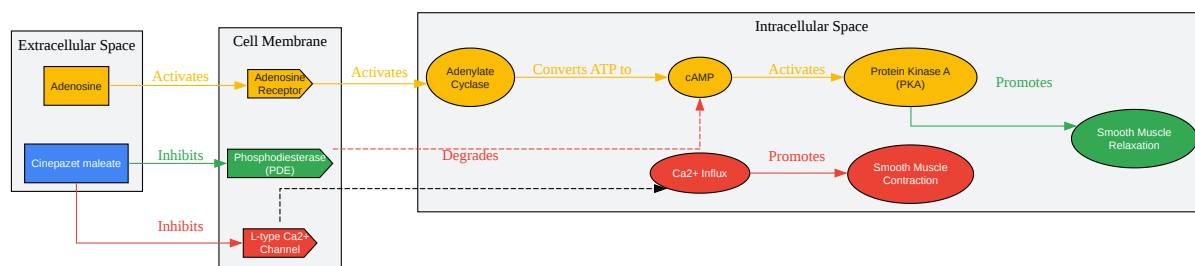 Extracellular Space
Adenosine
Cinepazet maleate
Activates
Inhibits
Inhibits
Cell Membrane
Adenosine
Receptor
Phosphodiesterase
(PDE)
L-type Ca2+
Channel
Activates
Intracellular Space
Adenylate
Cyclase
Converts ATP to
cAMP
Activates
Protein Kinase A
(PKA)
Promotes
Smooth Muscle
Relaxation
Degrades
Ca2+ Influx
Promotes
Smooth Muscle
Contraction